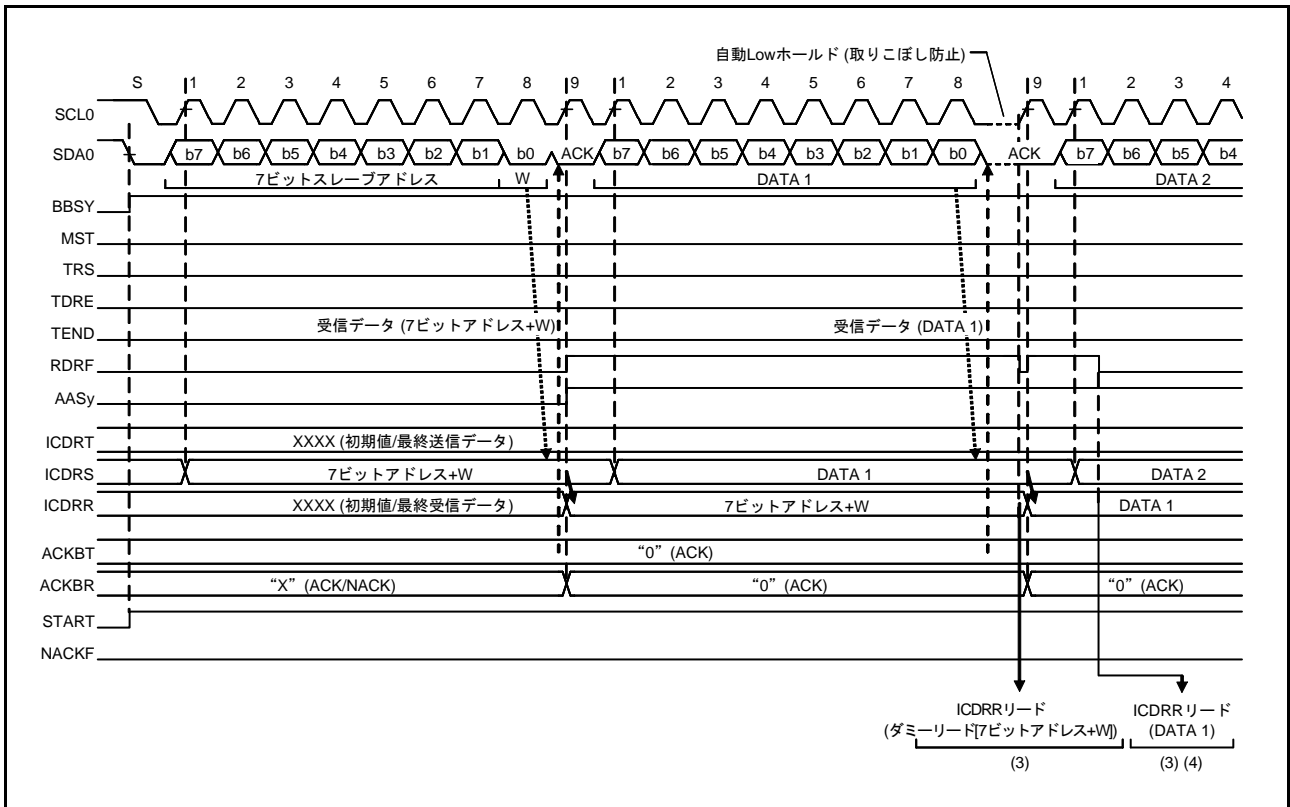 自動Lowホールド (取りこぼし防止)
S 1 2 3 4 5 6 7 8 9 1 2 3 4 5 6 7 8 9 1 2 3 4
SCL0
SDA0 b7 b6 b5 b4 b3 b2 b1 b0 ACK b7 b6 b5 b4 b3 b2 b1 b0 ACK b7 b6 b5 b4
7ビットスレーブアドレス W DATA 1 DATA 2
BBSY
MST
TRS
TDRE
受信データ (7ビットアドレス+W) 受信データ (DATA 1)
TEND
RDRF
AASy
ICDRT XXXX (初期値/最終送信データ)
ICDRS 7ビットアドレス+W DATA 1 DATA 2
ICDRR XXXX (初期値/最終受信データ) 7ビットアドレス+W DATA 1
ACKBT “0” (ACK)
ACKBR “X” (ACK/NACK) “0” (ACK) “0” (ACK)
START
NACKF
ICDRRリード ICDRRリード
(ダミーリード[7ビットアドレス+W]) (DATA 1)
(3) (3) (4)